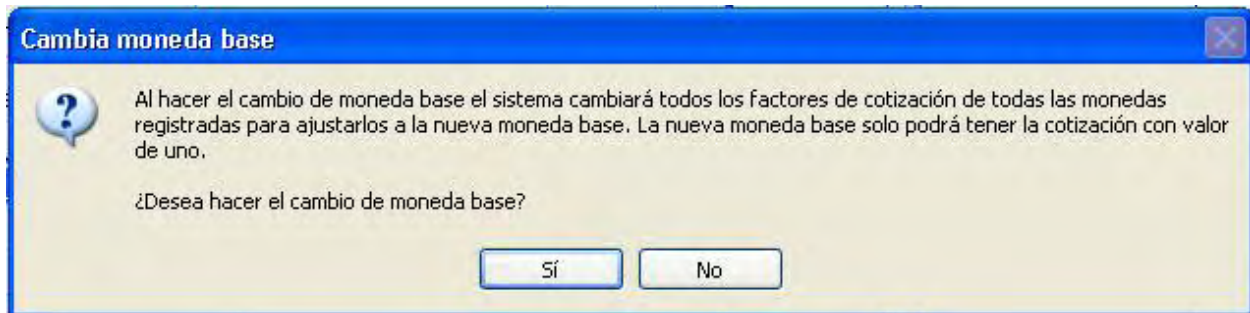 Cambia moneda base
Al hacer el cambio de moneda base el sistema cambiará todos los factores de cotización de todas las monedas
registradas para ajustarlos a la nueva moneda base. La nueva moneda base solo podrá tener la cotización con valor
de uno.
¿Desea hacer el cambio de moneda base?
Sí
No